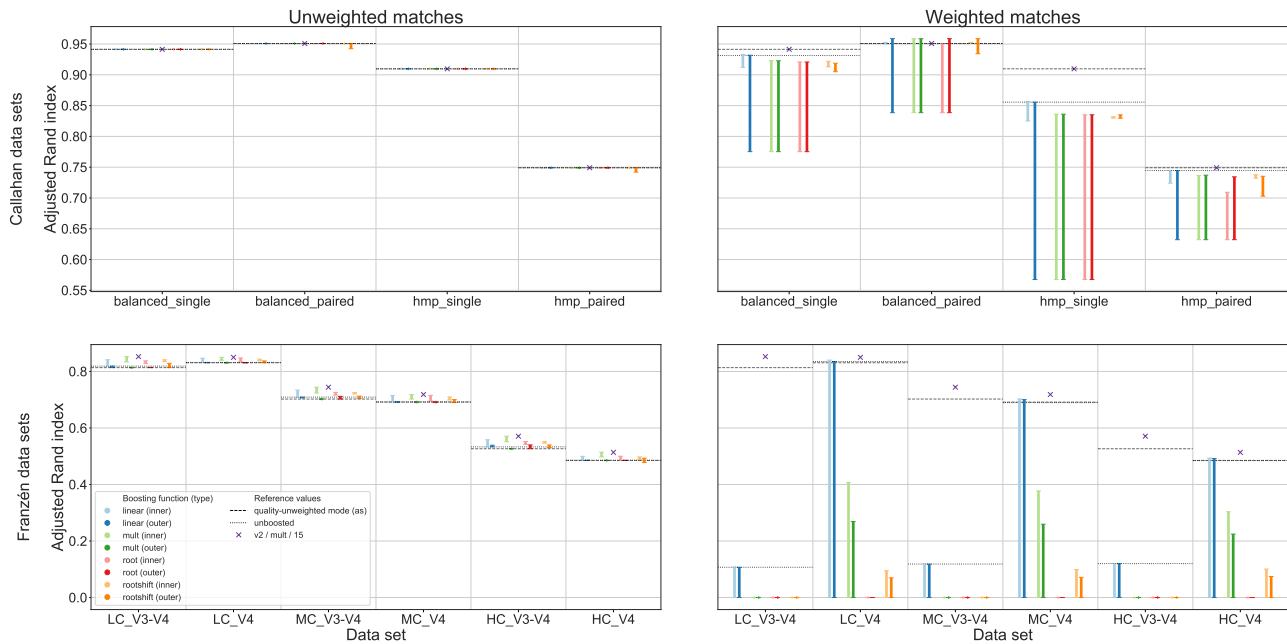 Unweighted matches
Weighted matches
Callahan data sets
Adjusted Rand index
0.95
0.90
0.85
0.80
0.75
0.70
0.65
0.60
0.55
balanced_single
balanced_paired
hmp_single
hmp_paired
balanced_single
balanced_paired
hmp_single
hmp_paired
Franzén data sets
Adjusted Rand index
0.8
0.6
0.4
0.2
0.0
Boosting function (type)
linear (inner)
linear (outer)
mult (inner)
mult (outer)
root (inner)
root (outer)
rootshift (inner)
rootshift (outer)
Reference values
quality-unweighted mode (as)
unboosted
v2 / mult / 15
LC_V3-V4
LC_V4
MC_V3-V4
MC_V4
HC_V3-V4
HC_V4
Data set
LC_V3-V4
LC_V4
MC_V3-V4
MC_V4
HC_V3-V4
HC_V4
Data set